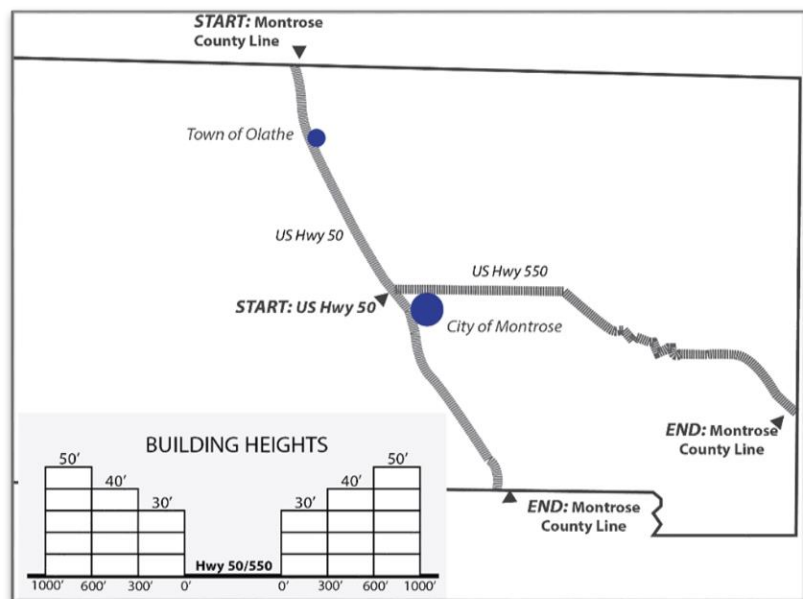 START: Montrose
County Line
Town of Olathe
US Hwy 50
US Hwy 550
START: US Hwy 50
City of Montrose
END: Montrose
County Line
END: Montrose
County Line
BUILDING HEIGHTS
50’ 50’
40’ 40’
30’ 30’
Hwy 50/550
1000’ 600’ 300’ 0’ 0’ 300’ 600’ 1000’